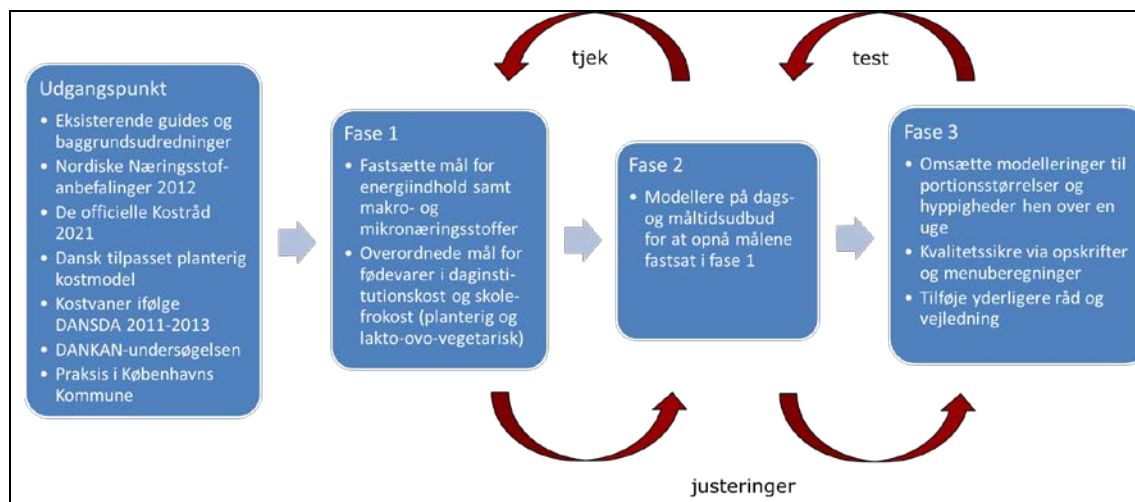 tjek
test
Udgangspunkt
• Eksisterende guides og
baggrundsudredninger
• Nordiske Næringsstof-
anbefalinger 2012
• De officielle Kostråd
2021
• Dansk tilpasset planterig
kostmodel
• Kostvaner ifølge
DANSDA 2011-2013
• DANKAN-undersøgelsen
• Praksis i Københavns
Kommune
Fase 1
• Fastsætte mål for
energiindhold samt
makro- og
mikronæringsstoffer
• Overordnede mål for
fødevarer i daginsti-
tutionskost og skole-
frokost (planterig og
lakto-ovo-vegetarisk)
Fase 2
• Modellere på dags-
og måltidsudbud
for at opnå målene
fastsat i fase 1
Fase 3
• Omsætte modelleringer til
portionsstørrelser og
hyppigheder hen over en
uge
• Kvalitetssikre via opskrifter
og menuberegninger
• Tilføje yderligere råd og
vejledning
justeringer